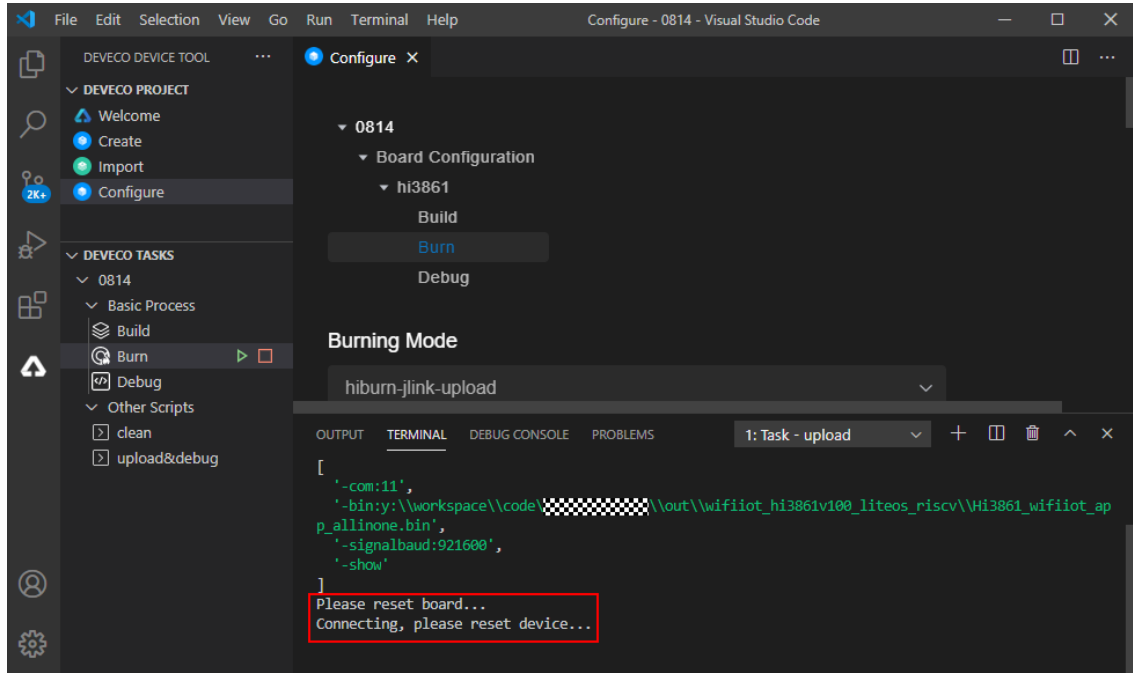 File Edit Selection View Go Run Terminal Help Configure - 0814 - Visual Studio Code
DEVECO DEVICE TOOL
DEVECO PROJECT
Welcome
Create
Import
Configure
2K+
DEVECO TASKS
0814
Basic Process
Build
Burn
Debug
Other Scripts
clean
upload&debug
Configure
0814
Board Configuration
hi3861
Build
Burn
Debug
Burning Mode
hiburn-jlink-upload
OUTPUT TERMINAL DEBUG CONSOLE PROBLEMS 1: Task - upload
[
'-com:11',
'-bin:y:\\workspace\\code\ \\out\\wifiiot_hi3861v100_liteos_riscv\\Hi3861_wifiiot_ap
p_allinone.bin',
'-signalbaud:921600',
'-show'
]
Please reset board...
Connecting, please reset device...